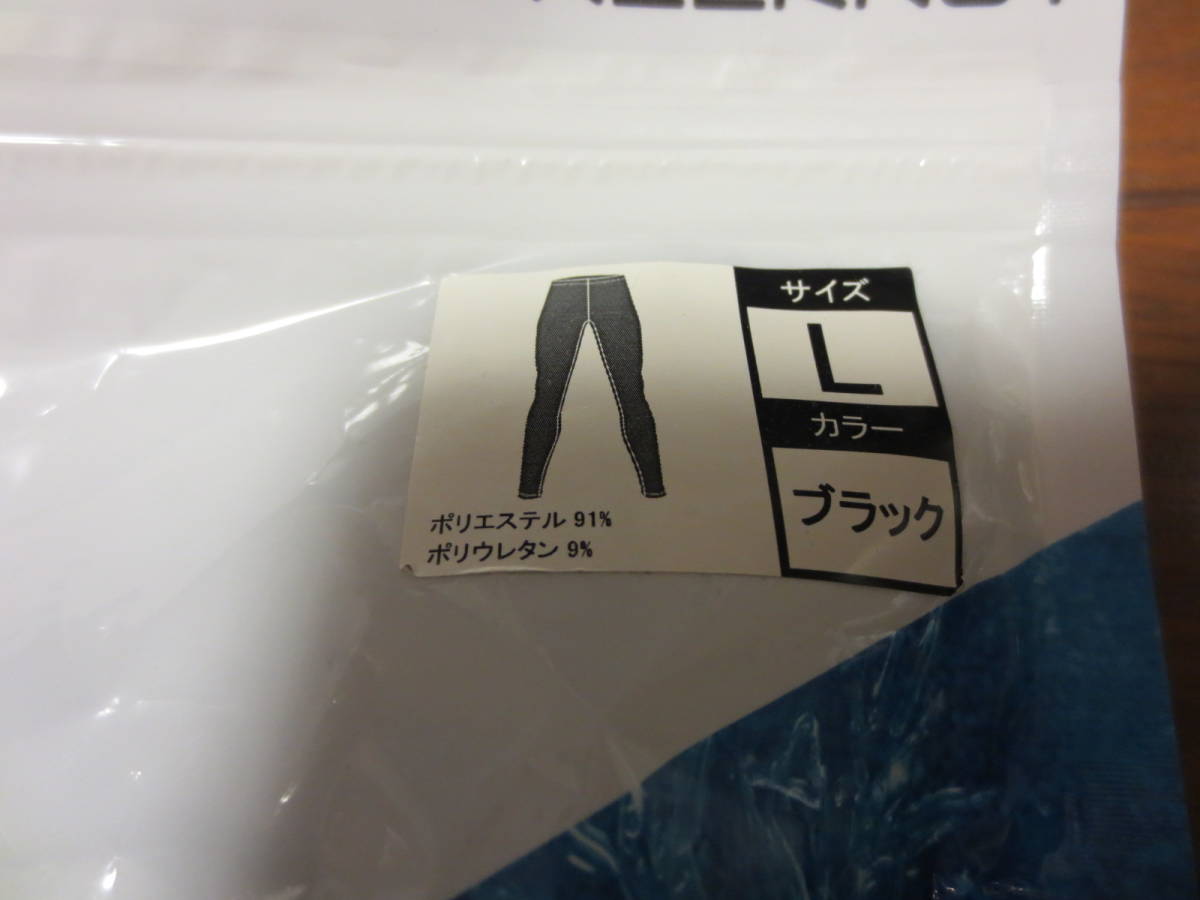 サイズ
L
カラー
ブラック
ポリエステル 91%
ポリウレタン 9%